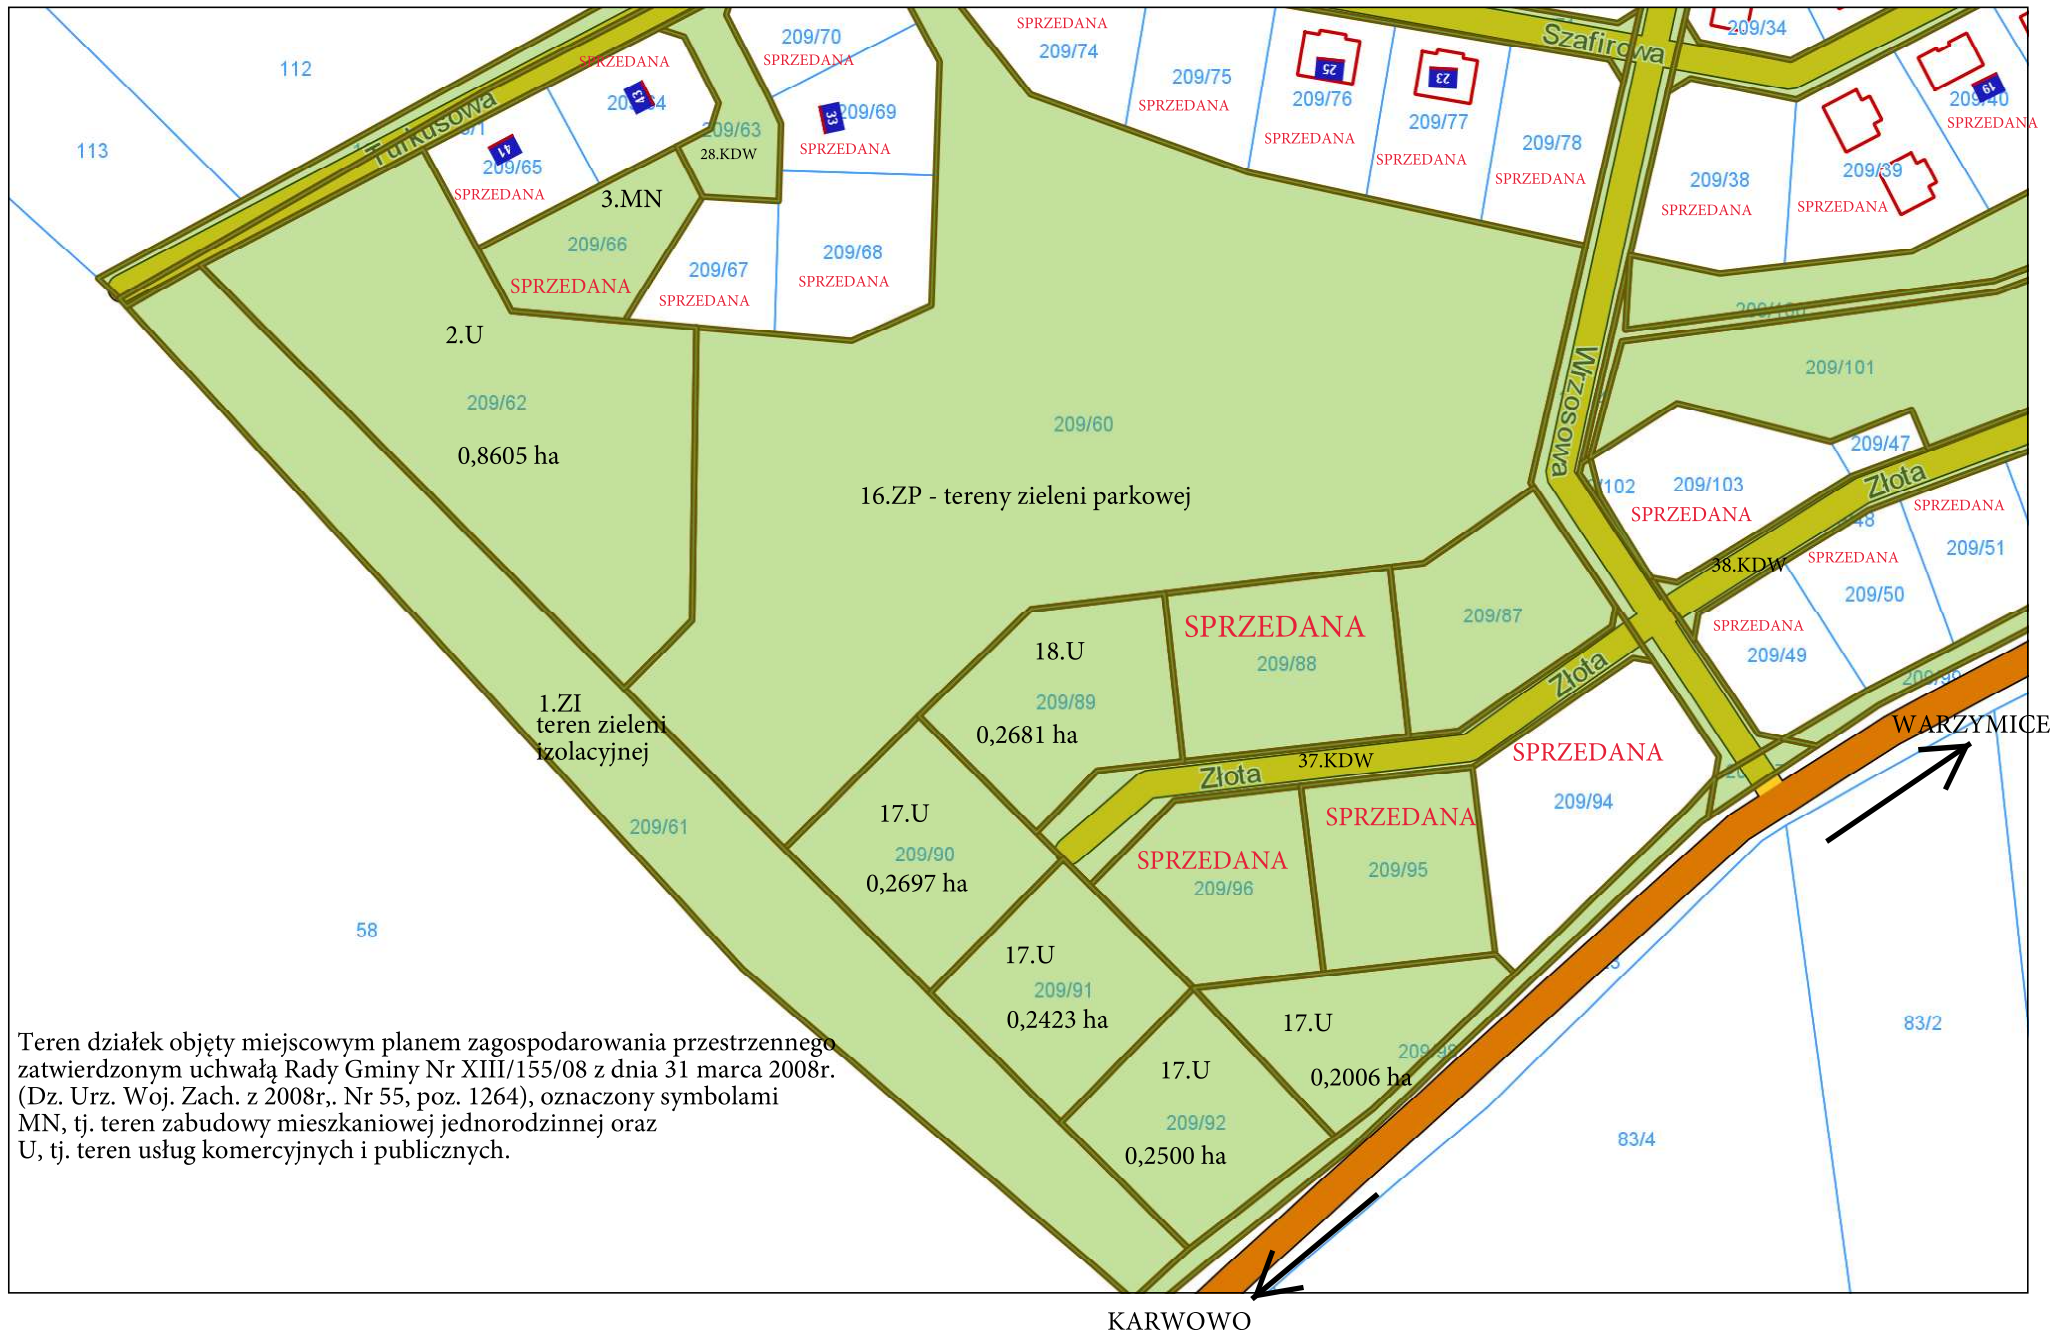 SPRZEDANA
209/74
209/70
SPRZEDANA
Szafirowa
209/34
112
SPRZEDANA
43
209/75
SPRZEDANA
25
209/76
SPRZEDANA
23
209/77
SPRZEDANA
19
209/40
SPRZEDANA
Turkusowa
41
209/65
SPRZEDANA
209/63
28.KDW
33
209/69
SPRZEDANA
209/78
SPRZEDANA
113
209/38
SPRZEDANA
209/39
SPRZEDANA
3.MN
209/66
SPRZEDANA
209/67
SPRZEDANA
209/68
SPRZEDANA
2.U
209/62
0,8605 ha
209/60
16.ZP - tereny zieleni parkowej
Wrzosowa
209/101
209/47
/102
209/103
SPRZEDANA
Złota
SPRZEDANA
209/51
48
38.KDW
SPRZEDANA
209/50
SPRZEDANA
209/49
18.U
209/89
0,2681 ha
SPRZEDANA
209/88
209/87
Złota
1.ZI
teren zieleni
izolacyjnej
WARZYMICE
Złota
37.KDW
SPRZEDANA
209/94
17.U
209/90
0,2697 ha
209/61
SPRZEDANA
209/96
SPRZEDANA
209/95
58
17.U
209/91
0,2423 ha
17.U
0,2006 ha
17.U
209/92
0,2500 ha
83/2
83/4
Teren działek objęty miejscowym planem zagospodarowania przestrzennego
zatwierdzonym uchwałą Rady Gminy Nr XIII/155/08 z dnia 31 marca 2008r.
(Dz. Urz. Woj. Zach. z 2008r,. Nr 55, poz. 1264), oznaczony symbolami
MN, tj. teren zabudowy mieszkaniowej jednorodzinnej oraz
U, tj. teren usług komercyjnych i publicznych.
KARWOWO